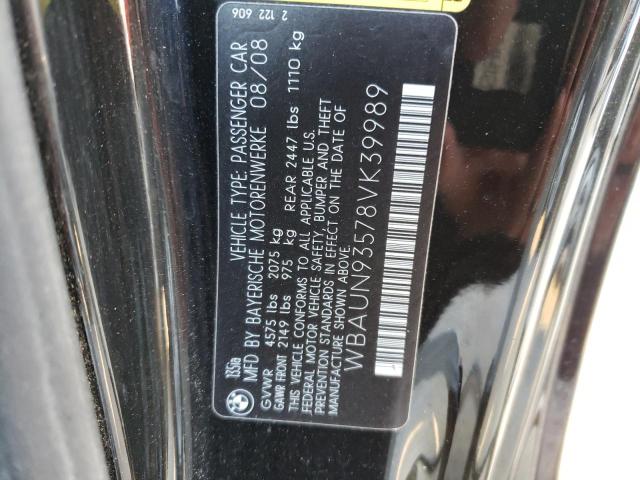 2 122 606
VEHICLE TYPE: PASSENGER CAR
MFD BY BAYERISCHE MOTORENWERKE 08/08
135ia
GVWR 4575 lbs 2075 kg
GAWR FRONT 2149 lbs 975 kg REAR 2447 lbs 1110 kg
THIS VEHICLE CONFORMS TO ALL APPLICABLE U.S.
FEDERAL MOTOR VEHICLE SAFETY, BUMPER AND THEFT
PREVENTION STANDARDS IN EFFECT ON THE DATE OF
MANUFACTURE SHOWN ABOVE.
WBAUN93578VK39989